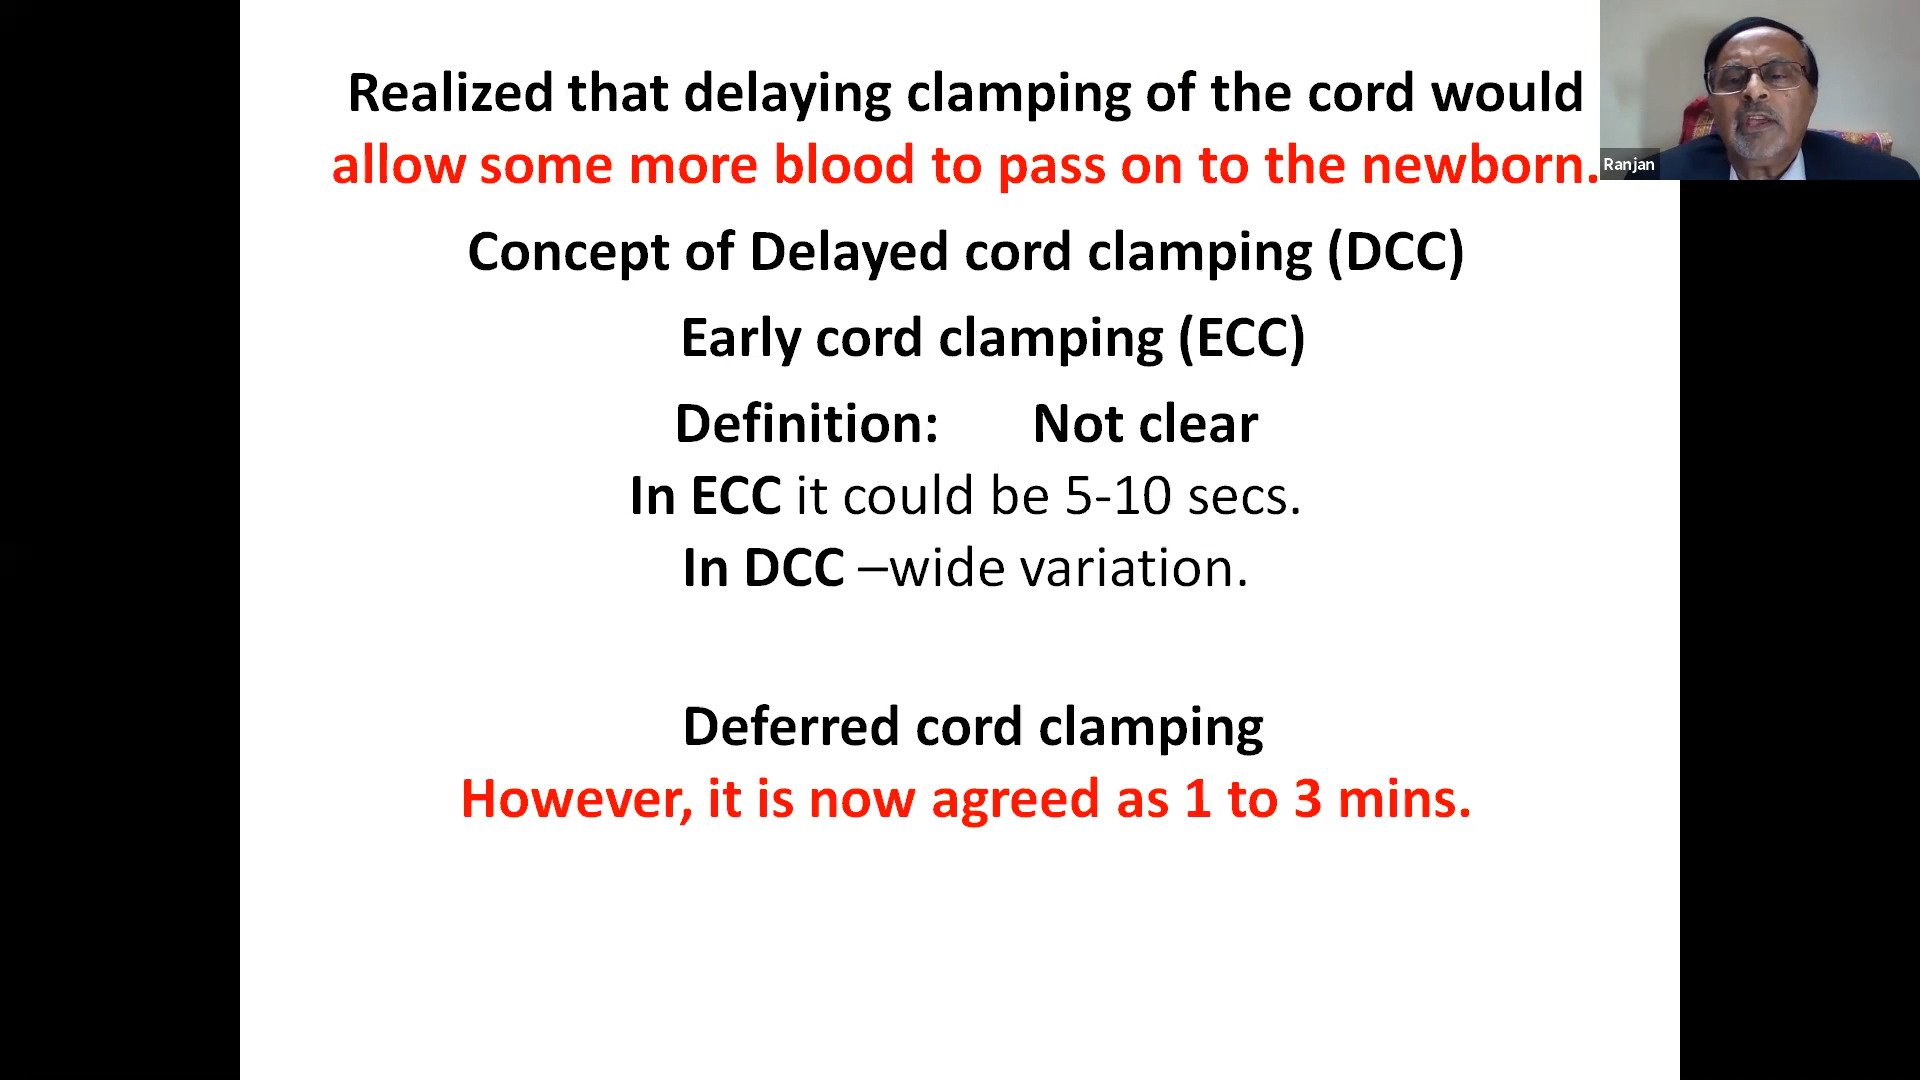 Realized that delaying clamping of the cord would
allow some more blood to pass on to the newborn.
Ranjan
Concept of Delayed cord clamping (DCC)
Early cord clamping (ECC)
Definition: Not clear
In ECC it could be 5-10 secs.
In DCC –wide variation.
Deferred cord clamping
However, it is now agreed as 1 to 3 mins.